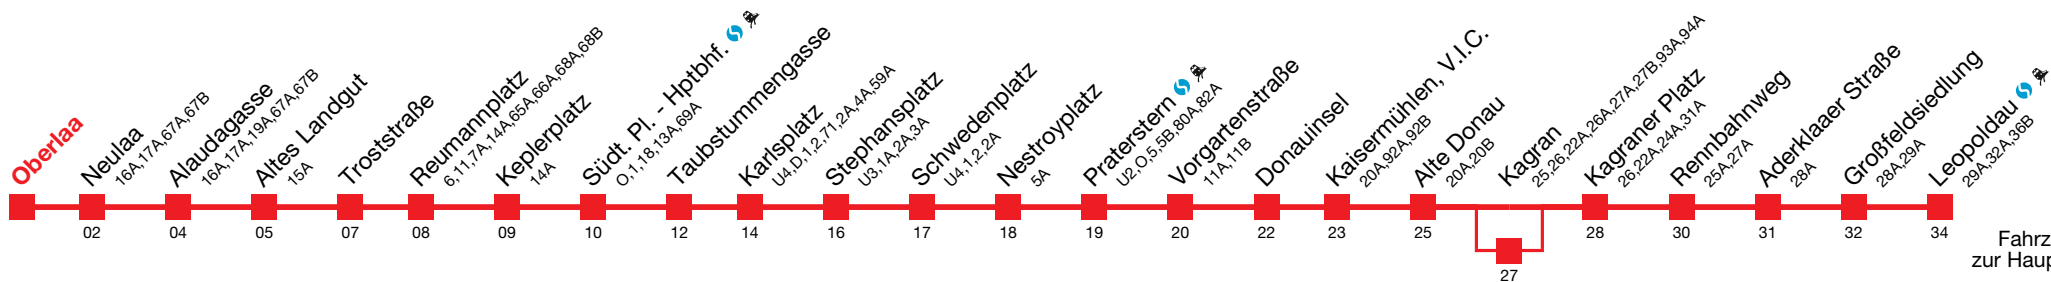 Oberlaa
Neulaa
16A,17A,67A,67B
Alaudagasse
16A,17A,19A,67A,67B
Altes Landgut
15A
Troststraße
Reumannplatz
6,11,7A,14A,65A,66A,68A,68B
Keplerplatz
14A
Südt. Pl. - Hptbhf.
O,1,18,13A,69A
Taubstummengasse
Karlsplatz
U4,D,1,2,71,2A,4A,59A
Stephansplatz
U3,1A,2A,3A
Schwedenplatz
U4,1,2,2A
Nestroyplatz
5A
Praterstern
U2,O,5,5B,80A,82A
Vorgartenstraße
11A,11B
Donauinsel
Kaisermühlen, V.I.C.
20A,92A,92B
Alte Donau
20A,20B
Kagran
25,26,22A,26A,27A,27B,93A,94A
Kagraner Platz
26,22A,24A,31A
Rennbahnweg
25A,27A
Aderklaaer Straße
28A
Großfeldsiedlung
28A,29A
Leopoldau
29A,32A,36B
02 04 05 07 08 09 10 12 14 16 17 18 19 20 22 23 25 28 30 31 32 34
27
Fahrz
zur Haup